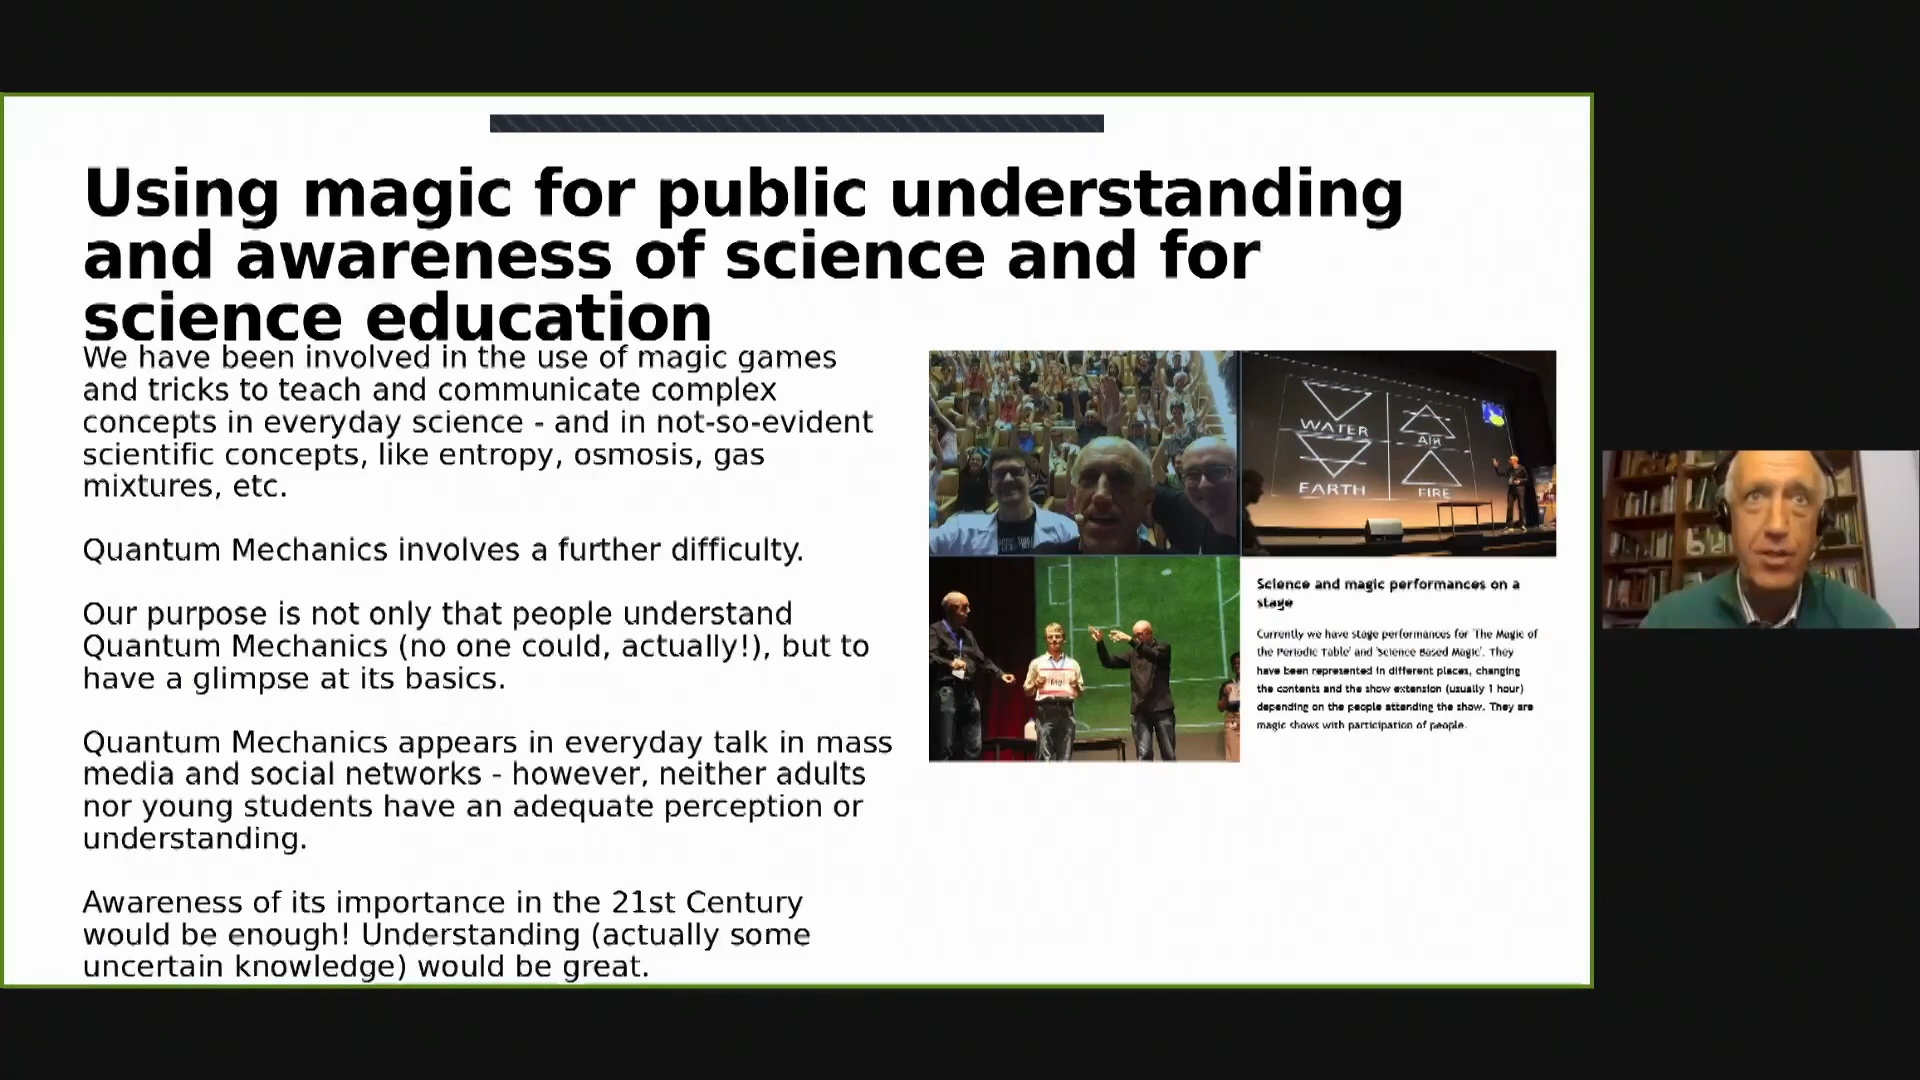 Using magic for public understanding
and awareness of science and for
science education
We have been involved in the use of magic games
and tricks to teach and communicate complex
concepts in everyday science - and in not-so-evident
scientific concepts, like entropy, osmosis, gas
mixtures, etc.
Quantum Mechanics involves a further difficulty.
Our purpose is not only that people understand
Quantum Mechanics (no one could, actually!), but to
have a glimpse at its basics.
Quantum Mechanics appears in everyday talk in mass
media and social networks - however, neither adults
nor young students have an adequate perception or
understanding.
Awareness of its importance in the 21st Century
would be enough! Understanding (actually some
uncertain knowledge) would be great.
WATER
AIR
EARTH
FIRE
Mg
Science and magic performances on a
stage
Currently we have stage performances for 'The Magic of
the Periodic Table' and 'Science Based Magic'. They
have been represented in different places, changing
the contents and the show extension (usually 1 hour)
depending on the people attending the show. They are
magic shows with participation of people.